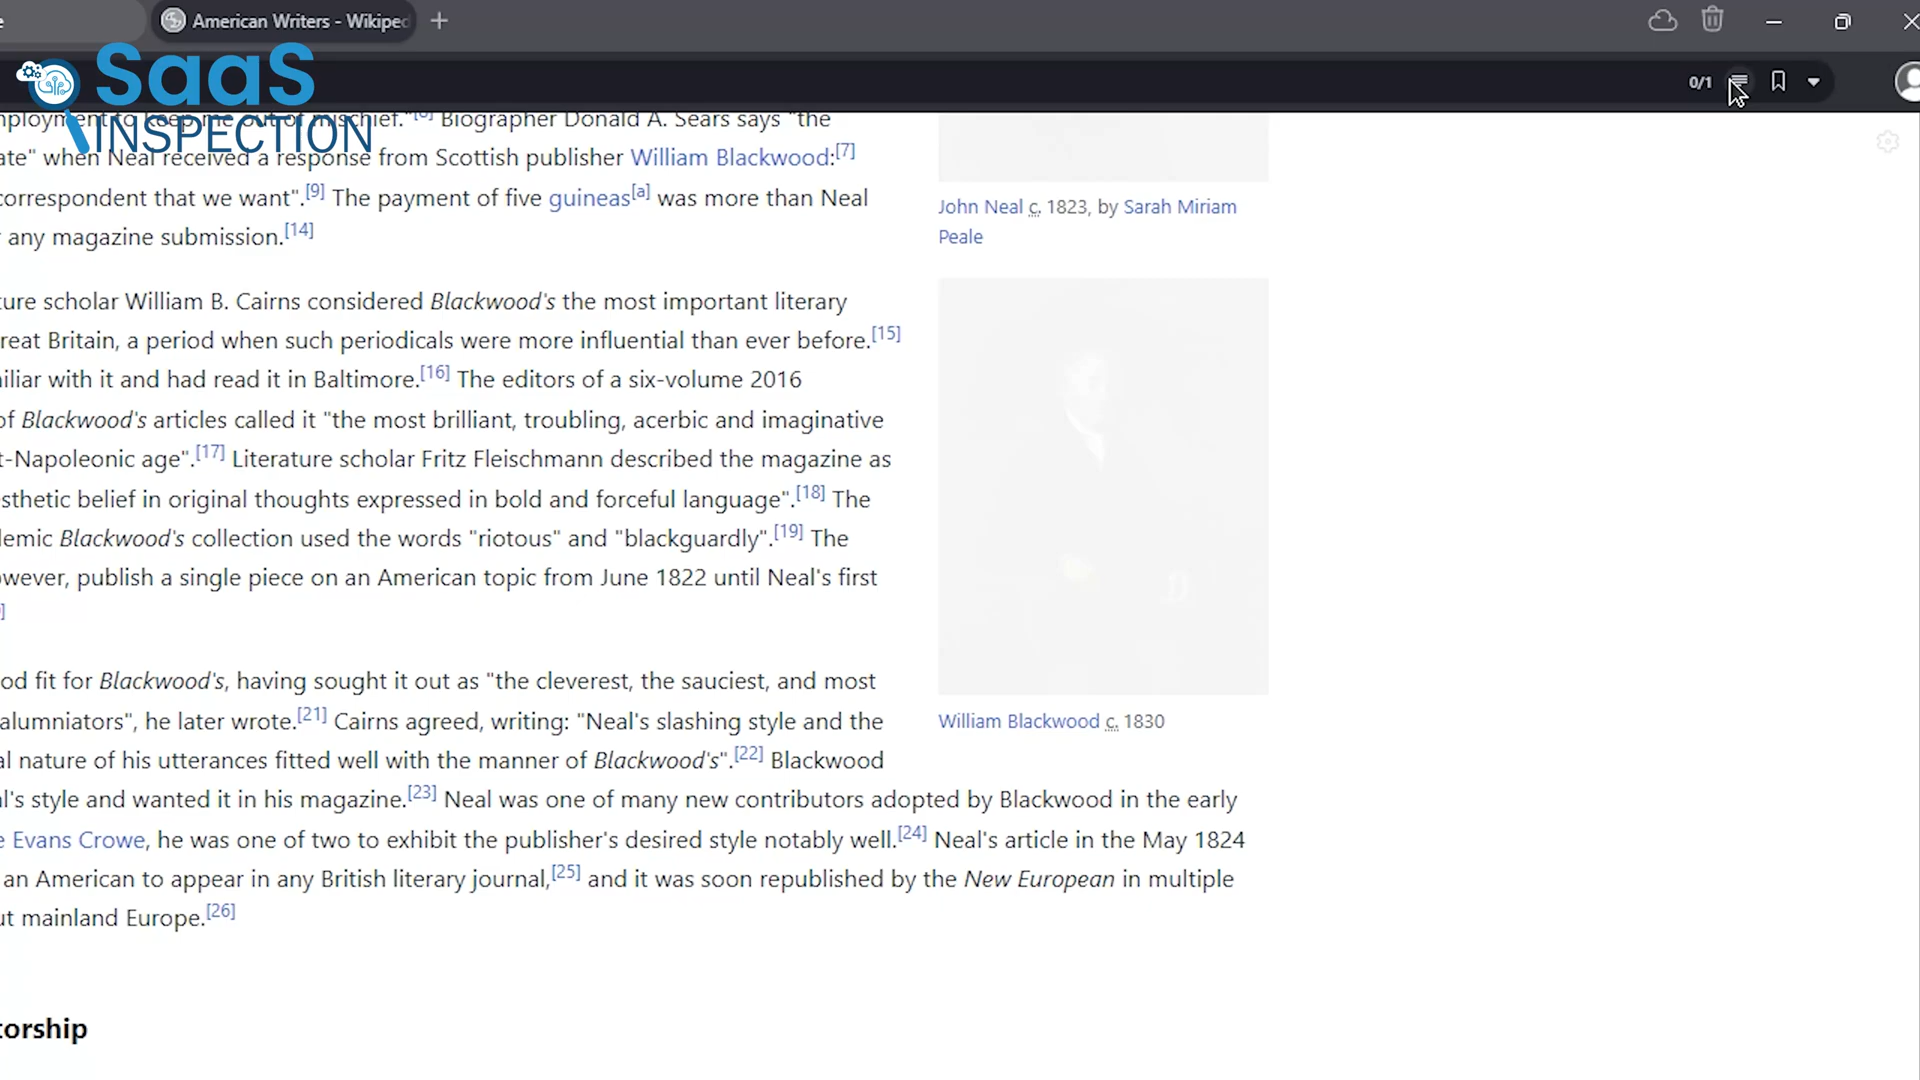 American Writers - Wikipe
SaaS
INSPECTION
0/1
employment to keep me out of mischief."[8] Biographer Donald A. Sears says "the
ate" when Neal received a response from Scottish publisher William Blackwood:[7]
correspondent that we want".[9] The payment of five guineas[a] was more than Neal
any magazine submission.[14]
John Neal c. 1823, by Sarah Miriam
Peale
ture scholar William B. Cairns considered Blackwood's the most important literary
reat Britain, a period when such periodicals were more influential than ever before.[15]
iliar with it and had read it in Baltimore.[16] The editors of a six-volume 2016
of Blackwood's articles called it "the most brilliant, troubling, acerbic and imaginative
t-Napoleonic age".[17] Literature scholar Fritz Fleischmann described the magazine as
sthetic belief in original thoughts expressed in bold and forceful language".[18] The
demic Blackwood's collection used the words "riotous" and "blackguardly".[19] The
owever, publish a single piece on an American topic from June 1822 until Neal's first
od fit for Blackwood's, having sought it out as "the cleverest, the sauciest, and most
alumniators", he later wrote.[21] Cairns agreed, writing: "Neal's slashing style and the
al nature of his utterances fitted well with the manner of Blackwood's".[22] Blackwood
al's style and wanted it in his magazine.[23] Neal was one of many new contributors adopted by Blackwood in the early
e Evans Crowe, he was one of two to exhibit the publisher's desired style notably well.[24] Neal's article in the May 1824
an American to appear in any British literary journal,[25] and it was soon republished by the New European in multiple
ut mainland Europe.[26]
William Blackwood c. 1830
torship